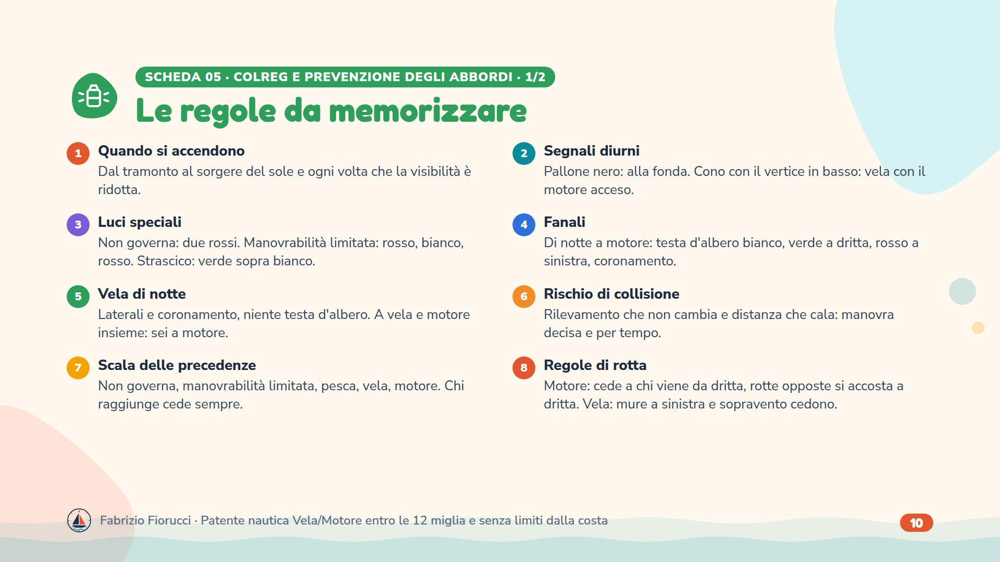 SCHEDA 05 · COLREG E PREVENZIONE DEGLI ABBORDI · 1/2
Le regole da memorizzare
1
Quando si accendono
Dal tramonto al sorgere del sole e ogni volta che la visibilità è
ridotta.
2
Segnali diurni
Pallone nero: alla fonda. Cono con il vertice in basso: vela con il
motore acceso.
3
Luci speciali
Non governa: due rossi. Manovrabilità limitata: rosso, bianco,
rosso. Strascico: verde sopra bianco.
4
Fanali
Di notte a motore: testa d'albero bianco, verde a dritta, rosso a
sinistra, coronamento.
5
Vela di notte
Laterali e coronamento, niente testa d'albero. A vela e motore
insieme: sei a motore.
6
Rischio di collisione
Rilevamento che non cambia e distanza che cala: manovra
decisa e per tempo.
7
Scala delle precedenze
Non governa, manovrabilità limitata, pesca, vela, motore. Chi
raggiunge cede sempre.
8
Regole di rotta
Motore: cede a chi viene da dritta, rotte opposte si accosta a
dritta. Vela: mure a sinistra e sopravento cedono.
Fabrizio Fiorucci · Patente nautica Vela/Motore entro le 12 miglia e senza limiti dalla costa
10